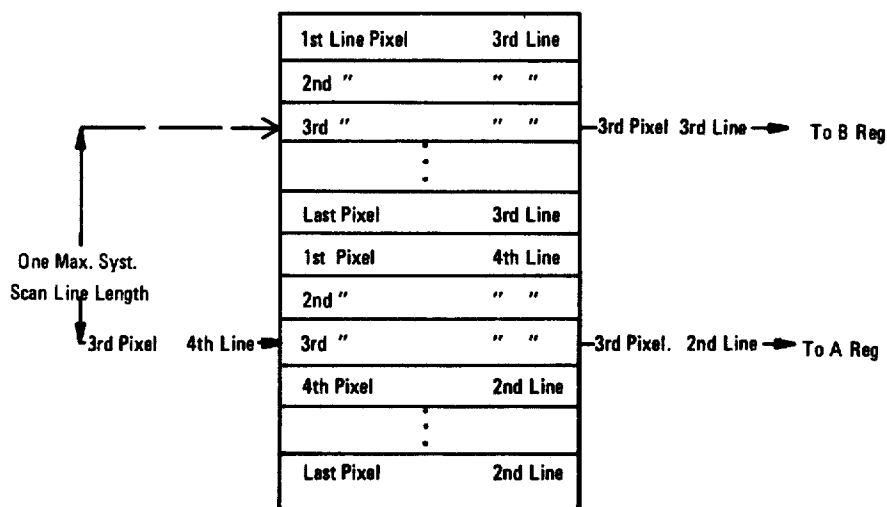 1st Line Pixel 3rd Line
2nd " " "
3rd " " "
3rd Pixel 3rd Line To B Reg
Last Pixel 3rd Line
One Max. Syst.
Scan Line Length
1st Pixel 4th Line
2nd " " "
3rd Pixel 4th Line
3rd " " "
3rd Pixel. 2nd Line To A Reg
4th Pixel 2nd Line
Last Pixel 2nd Line